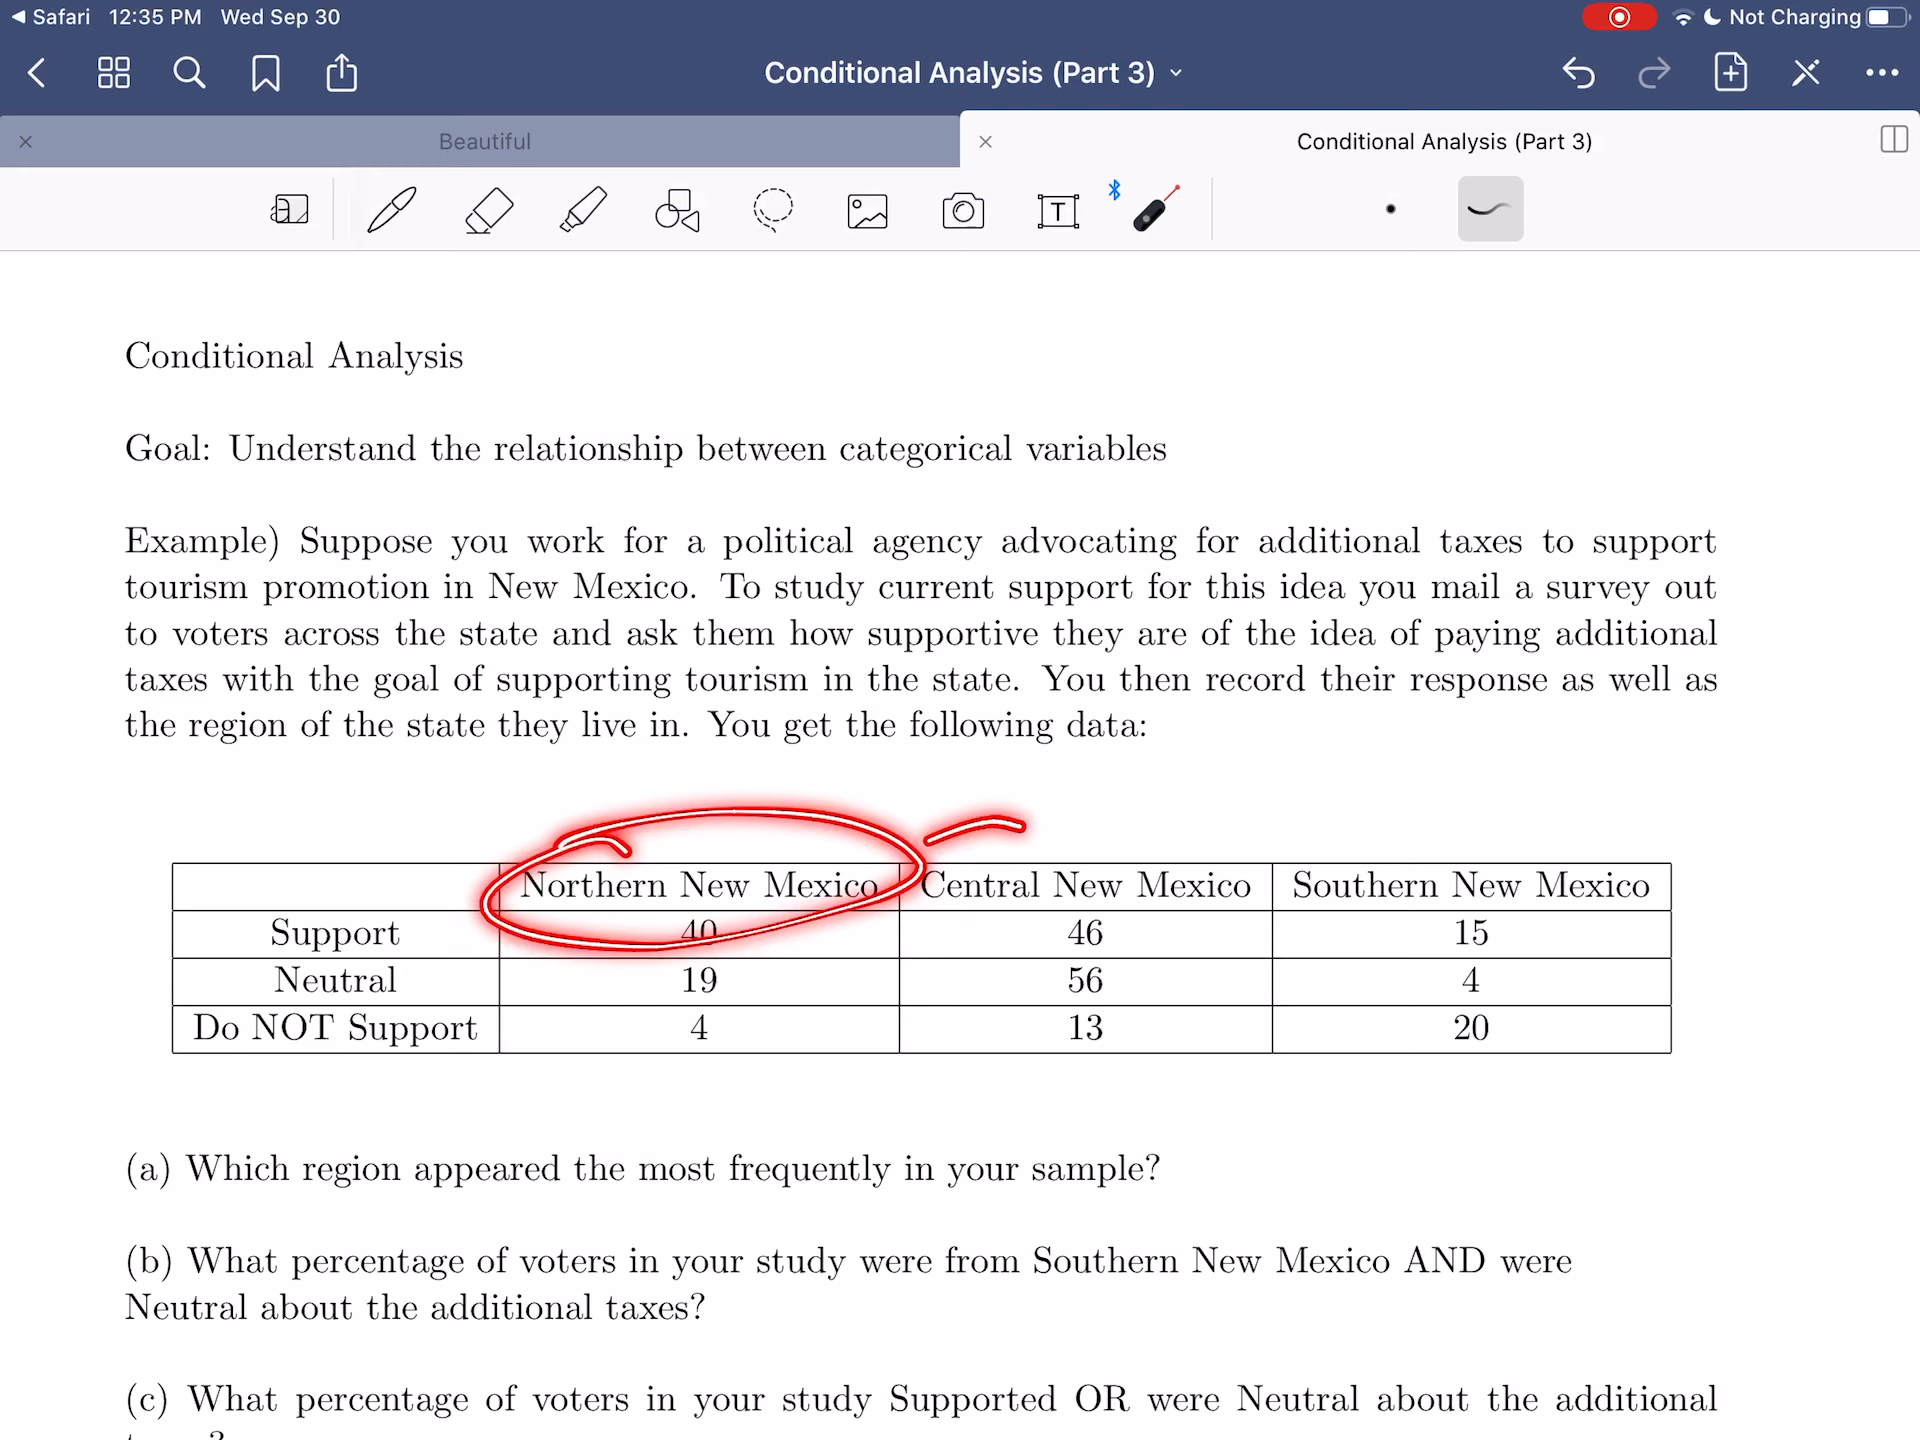 Safari 12:35 PM Wed Sep 30
Not Charging
Conditional Analysis (Part 3)
Beautiful
Conditional Analysis (Part 3)
a
T
Conditional Analysis
Goal: Understand the relationship between categorical variables
Example) Suppose you work for a political agency advocating for additional taxes to support
tourism promotion in New Mexico. To study current support for this idea you mail a survey out
to voters across the state and ask them how supportive they are of the idea of paying additional
taxes with the goal of supporting tourism in the state. You then record their response as well as
the region of the state they live in. You get the following data:
Northern New Mexico Central New Mexico Southern New Mexico
Support 40 46 15
Neutral 19 56 4
Do NOT Support 4 13 20
(a) Which region appeared the most frequently in your sample?
(b) What percentage of voters in your study were from Southern New Mexico AND were
Neutral about the additional taxes?
(c) What percentage of voters in your study Supported OR were Neutral about the additional